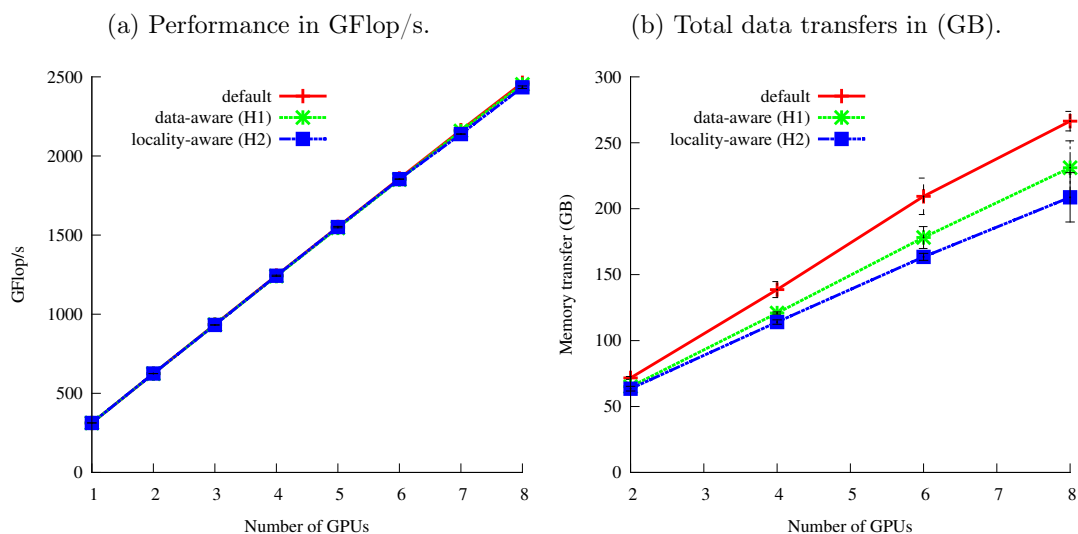 (a) Performance in GFlop/s.
2500
2000
1500
1000
500
0
GFlop/s
default
data-aware (H1)
locality-aware (H2)
1 2 3 4 5 6 7 8
Number of GPUs
(b) Total data transfers in (GB).
300
250
200
150
100
50
0
Memory transfer (GB)
default
data-aware (H1)
locality-aware (H2)
2 3 4 5 6 7 8
Number of GPUs